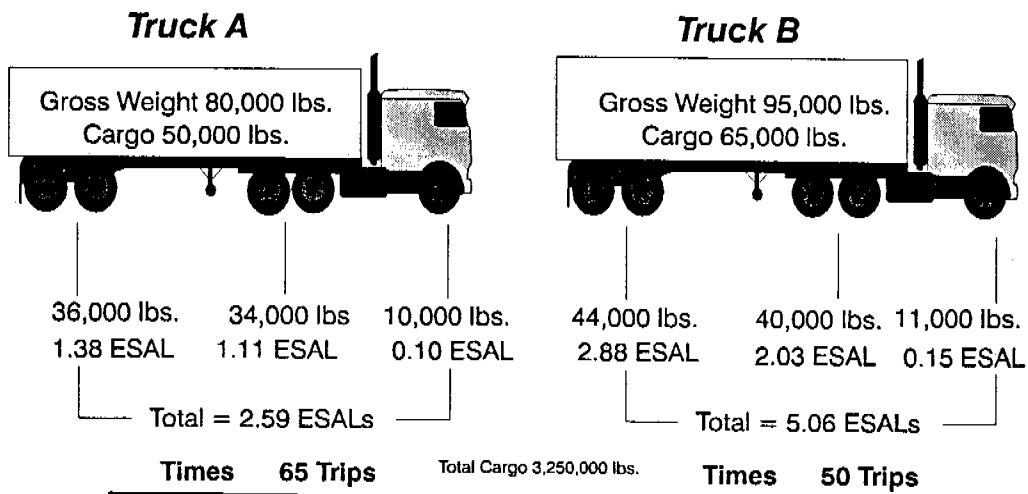 Truck A
Gross Weight 80,000 lbs.
Cargo 50,000 lbs.
36,000 lbs. 34,000 lbs 10,000 lbs.
1.38 ESAL 1.11 ESAL 0.10 ESAL
Total = 2.59 ESALs
Times 65 Trips
Total Cargo 3,250,000 lbs.
Truck B
Gross Weight 95,000 lbs.
Cargo 65,000 lbs.
44,000 lbs. 40,000 lbs. 11,000 lbs.
2.88 ESAL 2.03 ESAL 0.15 ESAL
Total = 5.06 ESALs
Times 50 Trips